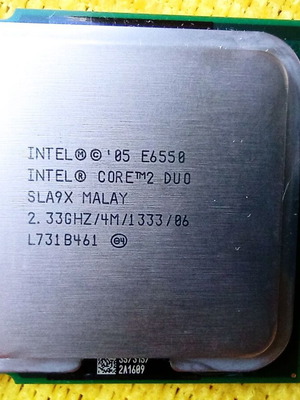 INTEL® © '05 E6550
INTEL® CORE™2 DUO
SLA9X MALAY
2.33GHZ/4M/1333/06
L731B461 e4
2A1609